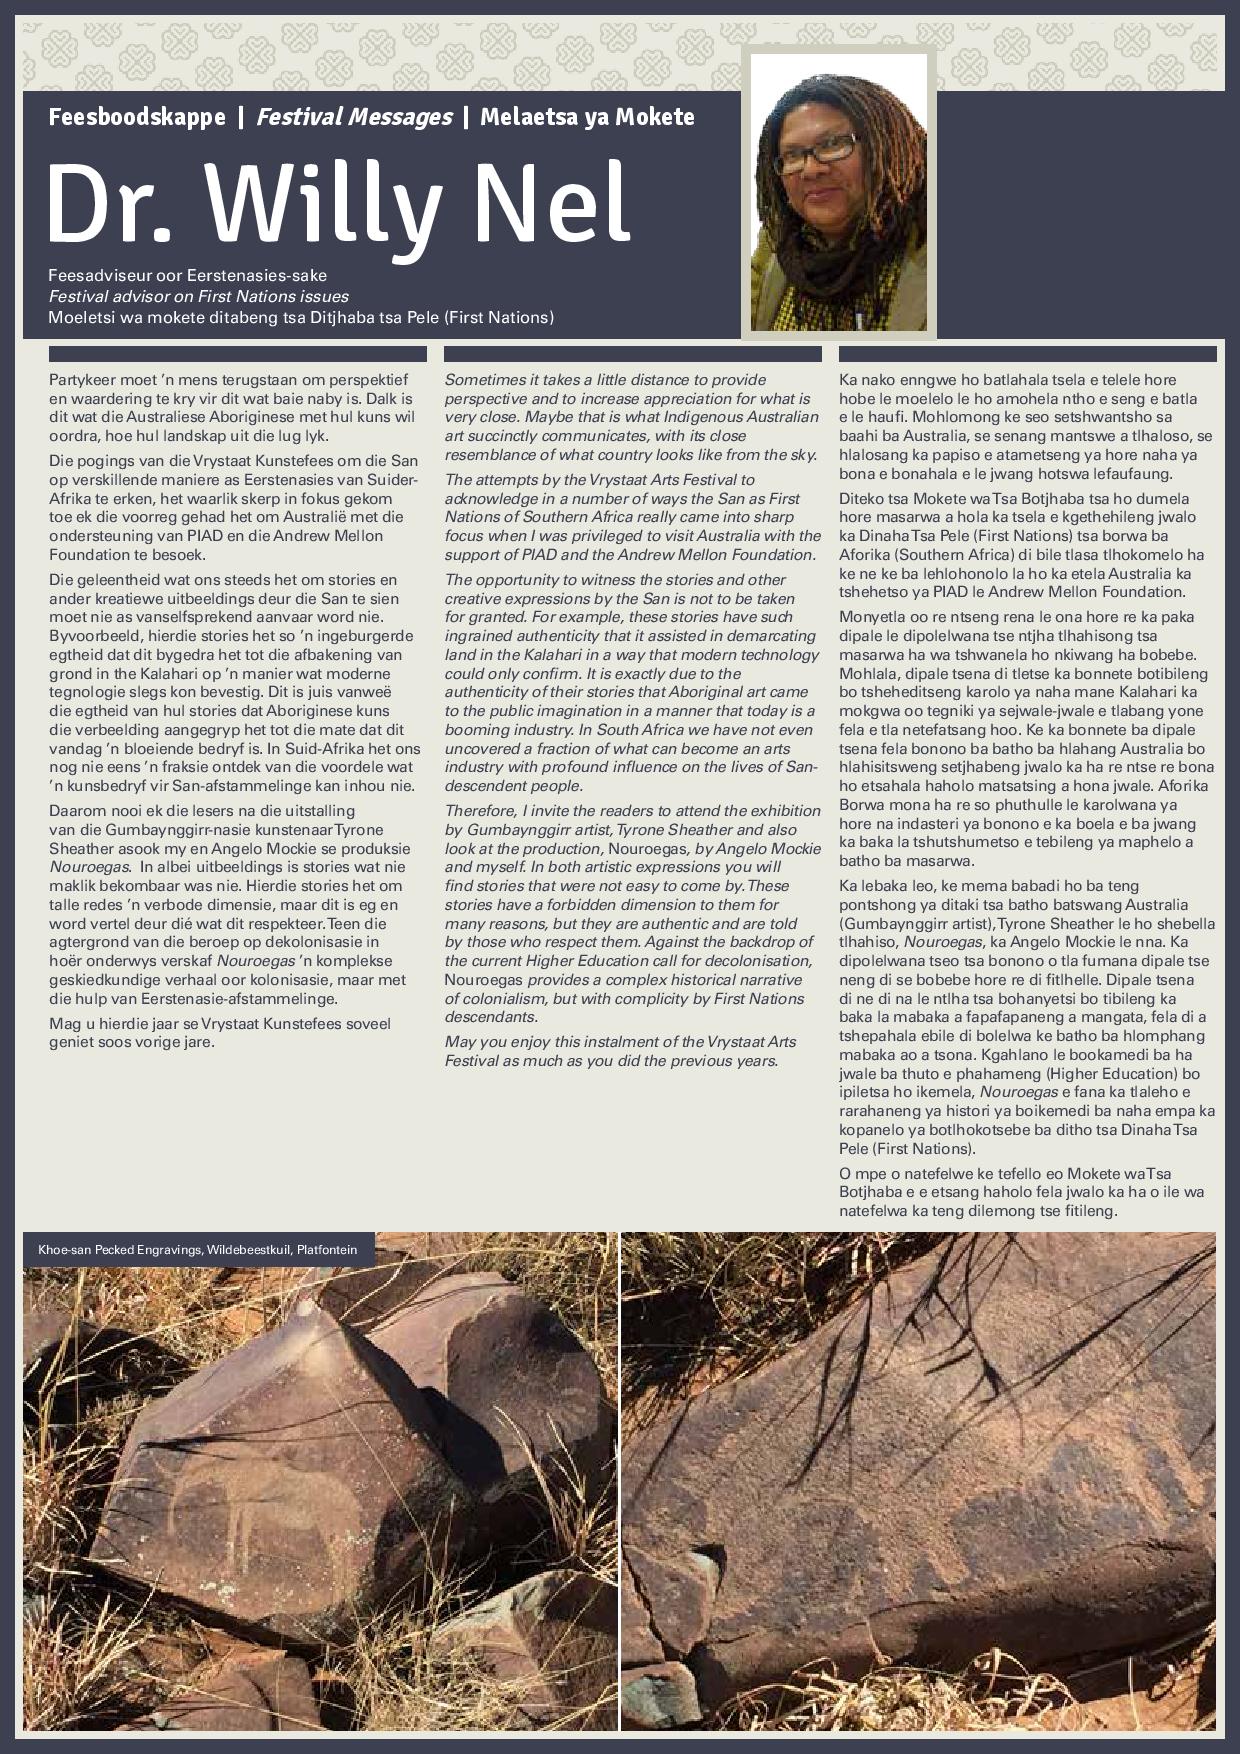 Feesboodskappe | Festival Messages | Melaetsa ya Mokete
Dr. Willy Nel
Feesadviseur oor Eerstenasies-sake
Festival advisor on First Nations issues
Moeletsi wa mokete ditabeng tsa Ditjhaba tsa Pele (First Nations)
Partykeer moet 'n mens terugstaan om perspektief
en waardering te kry vir dit wat baie naby is. Dalk is
dit wat die Australiese Aboriginese met hul kuns wil
oordra, hoe hul landskap uit die lug lyk.
Die pogings van die Vrystaat Kunstefees om die San
op verskillende maniere as Eerstenasies van Suider-
Afrika te erken, het waarlik skerp in fokus gekom
toe ek die voorreg gehad het om Australië met die
ondersteuning van PIAD en die Andrew Mellon
Foundation te besoek.
Die geleentheid wat ons steeds het om stories en
ander kreatiewe uitbeeldings deur die San te sien
moet nie as vanselfsprekend aanvaar word nie.
Byvoorbeeld, hierdie stories het so 'n ingeburgerde
egtheid dat dit bygedra het tot die afbakening van
grond in the Kalahari op 'n manier wat moderne
tegnologie slegs kon bevestig. Dit is juis vanweë
die egtheid van hul stories dat Aboriginese kuns
die verbeelding aangegryp het tot die mate dat dit
vandag 'n bloeiende bedryf is. In Suid-Afrika het ons
nog nie eens 'n fraksie ontdek van die voordele wat
'n kunsbedryf vir San-afstammelinge kan inhou nie.
Daarom nooi ek die lesers na die uitstalling
van die Gumbaynggirr-nasie kunstenaar Tyrone
Sheather asook my en Angelo Mockie se produksie
Nouroegas. In albei uitbeeldings is stories wat nie
maklik bekombaar was nie. Hierdie stories het om
talle redes 'n verbode dimensie, maar dit is eg en
word vertel deur dié wat dit respekteer. Teen die
agtergrond van die beroep op dekolonisasie in
hoër onderwys verskaf Nouroegas 'n komplekse
geskiedkundige verhaal oor kolonisasie, maar met
die hulp van Eerstenasie-afstammelinge.
Mag u hierdie jaar se Vrystaat Kunstefees soveel
geniet soos vorige jare.
Sometimes it takes a little distance to provide
perspective and to increase appreciation for what is
very close. Maybe that is what Indigenous Australian
art succinctly communicates, with its close
resemblance of what country looks like from the sky.
The attempts by the Vrystaat Arts Festival to
acknowledge in a number of ways the San as First
Nations of Southern Africa really came into sharp
focus when I was privileged to visit Australia with the
support of PIAD and the Andrew Mellon Foundation.
The opportunity to witness the stories and other
creative expressions by the San is not to be taken
for granted. For example, these stories have such
ingrained authenticity that it assisted in demarcating
land in the Kalahari in a way that modern technology
could only confirm. It is exactly due to the
authenticity of their stories that Aboriginal art came
to the public imagination in a manner that today is a
booming industry. In South Africa we have not even
uncovered a fraction of what can become an arts
industry with profound influence on the lives of San-
descendent people.
Therefore, I invite the readers to attend the exhibition
by Gumbaynggirr artist, Tyrone Sheather and also
look at the production, Nouroegas, by Angelo Mockie
and myself. In both artistic expressions you will
find stories that were not easy to come by. These
stories have a forbidden dimension to them for
many reasons, but they are authentic and are told
by those who respect them. Against the backdrop of
the current Higher Education call for decolonisation,
Nouroegas provides a complex historical narrative
of colonialism, but with complicity by First Nations
descendants.
May you enjoy this instalment of the Vrystaat Arts
Festival as much as you did the previous years.
Ka nako enngwe ho batlahala tsela e telele hore
hobe le moelelo le ho amohela ntho e seng e batla
e le haufi. Mohlomong ke seo setshwantsho sa
baahi ba Australia, se senang mantswe a tlhaloso, se
hlalosang ka papiso e atametseng ya hore naha ya
bona e bonahala e le jwang hotswa lefaufaung.
Diteko tsa Mokete wa Tsa Botjhaba tsa ho dumela
hore masarwa a hola ka tsela e kgethehileng jwalo
ka Dinaha Tsa Pele (First Nations) tsa borwa ba
Aforika (Southern Africa) di bile tlasa tlhokomelo ha
ke ne ke ba lehlohonolo la ho ka etela Australia ka
tshehetso ya PIAD le Andrew Mellon Foundation.
Monyetla oo re ntseng rena le ona hore re ka paka
dipale le dipolelwana tse ntjha tlhahisong tsa
masarwa ha wa tshwanela ho nkiwang ha bobebe.
Mohlala, dipale tsena di tletse ka bonnete botibileng
bo tsheheditseng karolo ya naha mane Kalahari ka
mokgwa oo tegniki ya sejwale-jwale e tlabang yone
fela e tla netefatsang hoo. Ke ka bonnete ba dipale
tsena fela bonono ba batho ba hlahang Australia bo
hlahisitsweng setjhabeng jwalo ka ha re ntse re bona
ho etsahala haholo matsatsing a hona jwale. Aforika
Borwa mona ha re so phuthulle le karolwana ya
hore na indasteri ya bonono e ka boela e ba jwang
ka baka la tshutshumetso e tebileng ya maphelo a
batho ba masarwa.
Ka lebaka leo, ke mema babadi ho ba teng
pontshong ya ditaki tsa batho batswang Australia
(Gumbaynggirr artist), Tyrone Sheather le ho shebella
tlhahiso, Nouroegas, ka Angelo Mockie le nna. Ka
dipolelwana tseo tsa bonono o tla fumana dipale tse
neng di se bobebe hore re di fitlhelle. Dipale tsena
di ne di na le ntlha tsa bohanyetsi bo tibileng ka
baka la mabaka a fapafapaneng a mangata, fela di a
tshepahala ebile di bolelwa ke batho ba hlomphang
mabaka ao a tsona. Kgahlano le bookamedi ba ha
jwale ba thuto e phahameng (Higher Education) bo
ipiletsa ho ikemela, Nouroegas e fana ka tlaleho e
rarahaneng ya histori ya boikemedi ba naha empa ka
kopanelo ya botlhokotsebe ba ditho tsa Dinaha Tsa
Pele (First Nations).
O mpe o natefelwe ke tefello eo Mokete wa Tsa
Botjhaba e e etsang haholo fela jwalo ka ha o ile wa
natefelwa ka teng dilemong tse fitileng.
Khoe-san Pecked Engravings, Wildebeestkuil, Platfontein